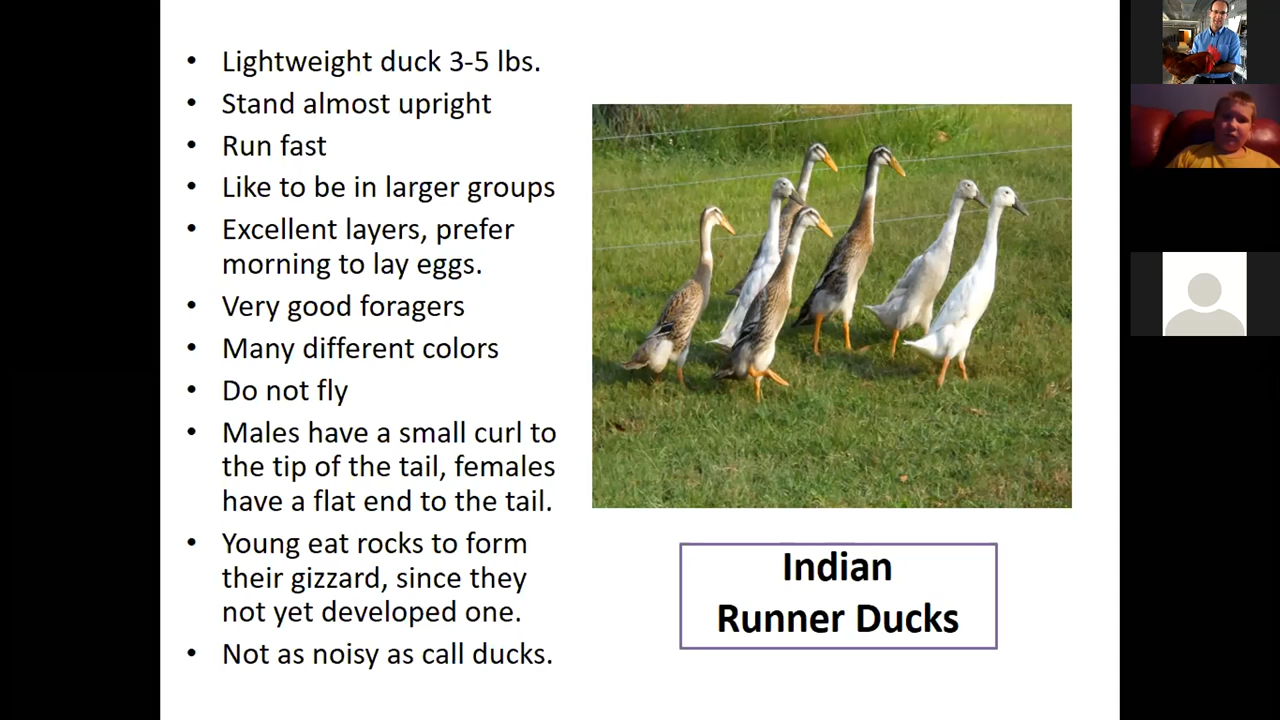 • Lightweight duck 3-5 lbs.
• Stand almost upright
• Run fast
• Like to be in larger groups
• Excellent layers, prefer
morning to lay eggs.
• Very good foragers
• Many different colors
• Do not fly
• Males have a small curl to
the tip of the tail, females
have a flat end to the tail.
• Young eat rocks to form
their gizzard, since they
not yet developed one.
• Not as noisy as call ducks.
Indian
Runner Ducks